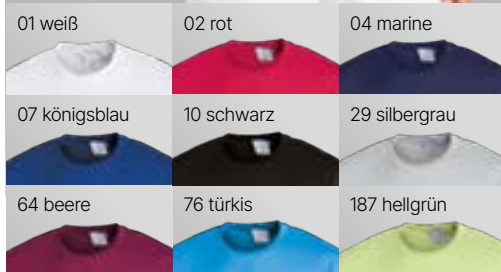 01 weiß
02 rot
04 marine
07 königsblau
10 schwarz
29 silbergrau
64 beere
76 türkis
187 hellgrün